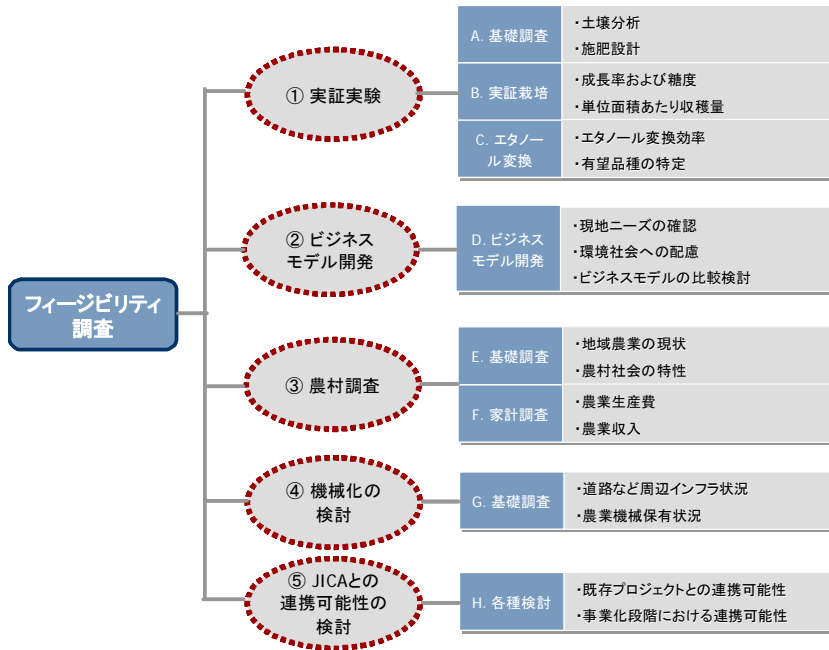 フィージビリティ
調査
① 実証実験
A. 基礎調査
・土壌分析
・施肥設計
B. 実証栽培
・成長率および糖度
・単位面積あたり収穫量
C. エタノー
ル変換
・エタノール変換効率
・有望品種の特定
② ビジネス
モデル開発
D. ビジネス
モデル開発
・現地ニーズの確認
・環境社会への配慮
・ビジネスモデルの比較検討
③ 農村調査
E. 基礎調査
・地域農業の現状
・農村社会の特性
F. 家計調査
・農業生産費
・農業収入
④ 機械化の
検討
G. 基礎調査
・道路など周辺インフラ状況
・農業機械保有状況
⑤ JICAとの
連携可能性の
検討
H. 各種検討
・既存プロジェクトとの連携可能性
・事業化段階における連携可能性